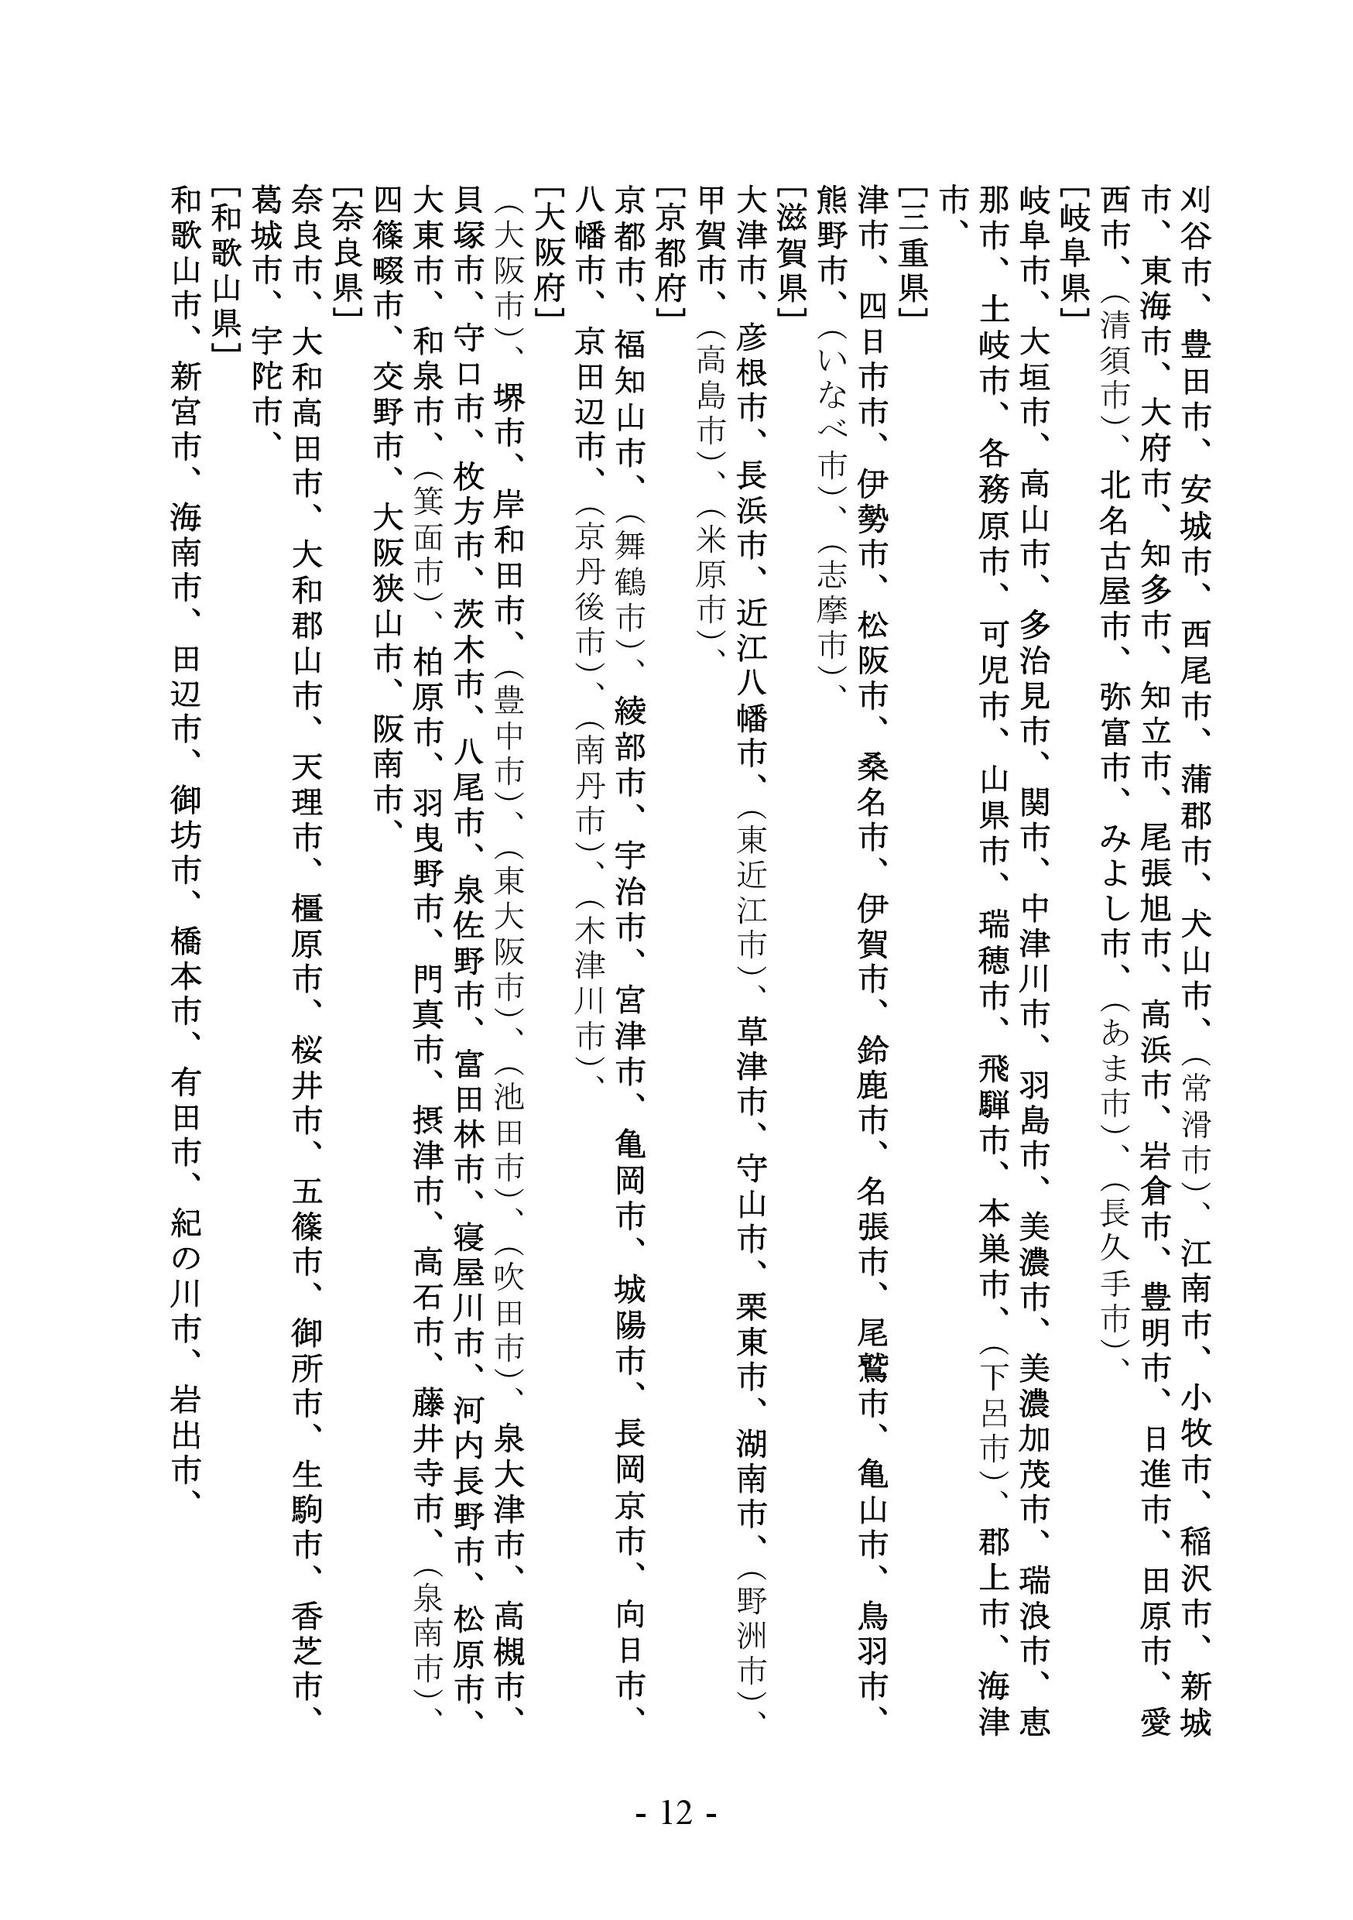 刈谷市、豊田市、安城市、西尾市、蒲郡市、犬山市、（常滑市）、江南市、小牧市、稲沢市、新城
市、東海市、大府市、知多市、知立市、尾張旭市、高浜市、岩倉市、豊明市、日進市、田原市、愛
西市、（清須市）、北名古屋市、弥富市、みよし市、（あま市）、（長久手市）、
［岐阜県］
岐阜市、大垣市、高山市、多治見市、関市、中津川市、羽島市、美濃市、美濃加茂市、瑞浪市、恵
那市、土岐市、各務原市、可児市、山県市、瑞穂市、飛騨市、本巣市、（下呂市）、郡上市、海津
市、
［三重県］
津市、四日市市、伊勢市、松阪市、桑名市、伊賀市、鈴鹿市、名張市、尾鷲市、亀山市、鳥羽市、
熊野市、（いなべ市）、（志摩市）、
［滋賀県］
大津市、彦根市、長浜市、近江八幡市、（東近江市）、草津市、守山市、栗東市、湖南市、（野洲市）、
甲賀市、（高島市）、（米原市）、
［京都府］
京都市、福知山市、（舞鶴市）、綾部市、宇治市、宮津市、亀岡市、城陽市、長岡京市、向日市、
八幡市、京田辺市、（京丹後市）、（南丹市）、（木津川市）、
［大阪府］
（大阪市）、堺市、岸和田市、（豊中市）、（東大阪市）、（池田市）、（吹田市）、泉大津市、高槻市、
貝塚市、守口市、枚方市、茨木市、八尾市、泉佐野市、富田林市、寝屋川市、河内長野市、松原市、
大東市、和泉市、（箕面市）、柏原市、羽曳野市、門真市、摂津市、高石市、藤井寺市、（泉南市）、
四篠畷市、交野市、大阪狭山市、阪南市、
［奈良県］
奈良市、大和高田市、大和郡山市、天理市、橿原市、桜井市、五篠市、御所市、生駒市、香芝市、
葛城市、宇陀市、
［和歌山県］
和歌山市、新宮市、海南市、田辺市、御坊市、橋本市、有田市、紀の川市、岩出市、
- 12 -